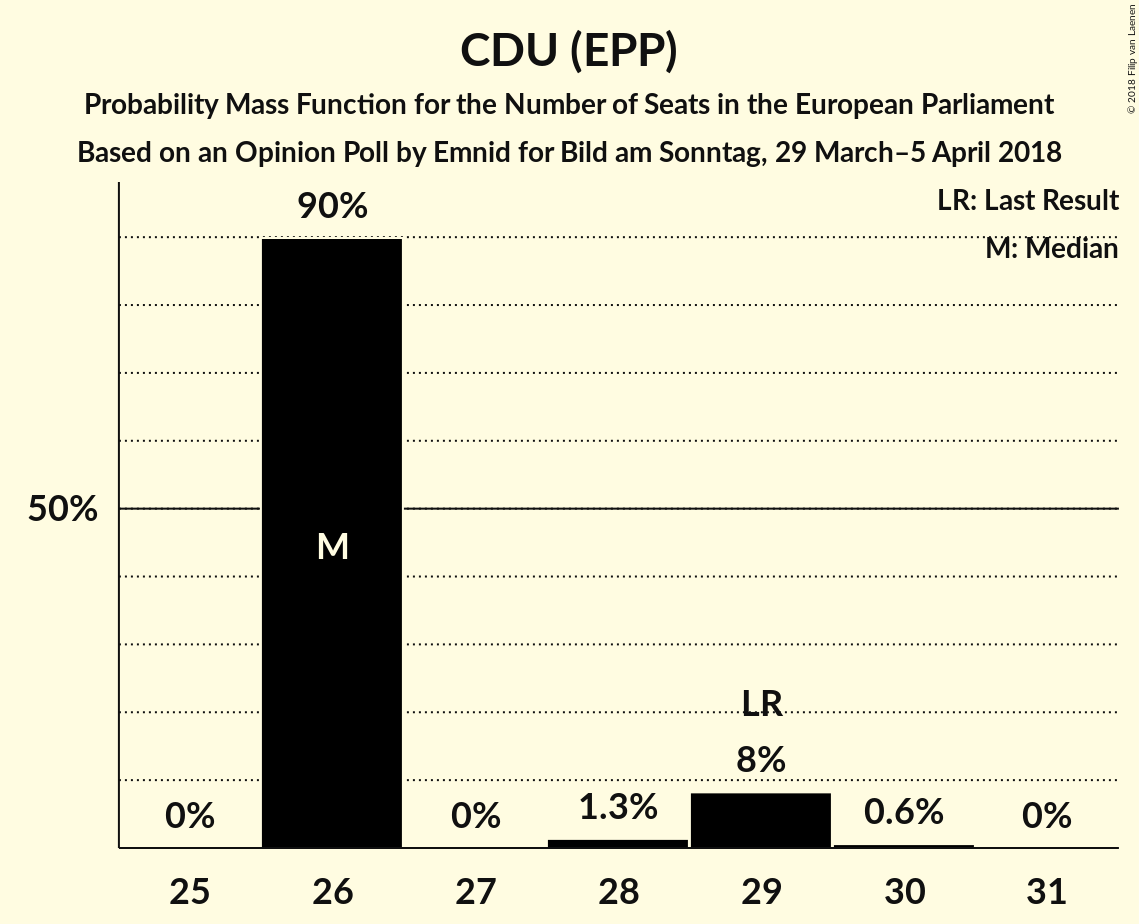 CDU (EPP)
Probability Mass Function for the Number of Seats in the European Parliament
Based on an Opinion Poll by Emnid for Bild am Sonntag, 29 March–5 April 2018
© 2018 Filip van Laenen
LR: Last Result
M: Median
90%
50%
M
LR
8%
0%
0%
1.3%
0.6%
0%
25
26
27
28
29
30
31